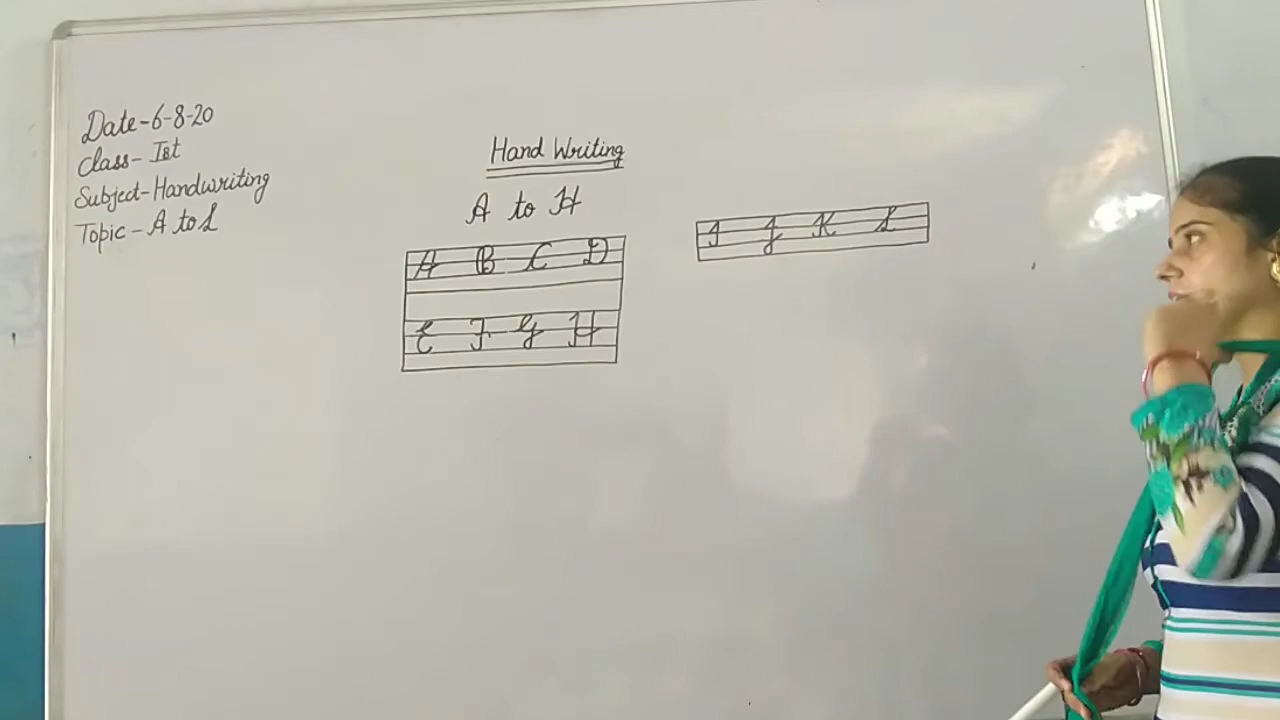 Date-6-8-20
Class- Ist
Subject-Handwriting
Topic - A to L
Hand Writing
A to H
A B C D
E F G H
I J K L